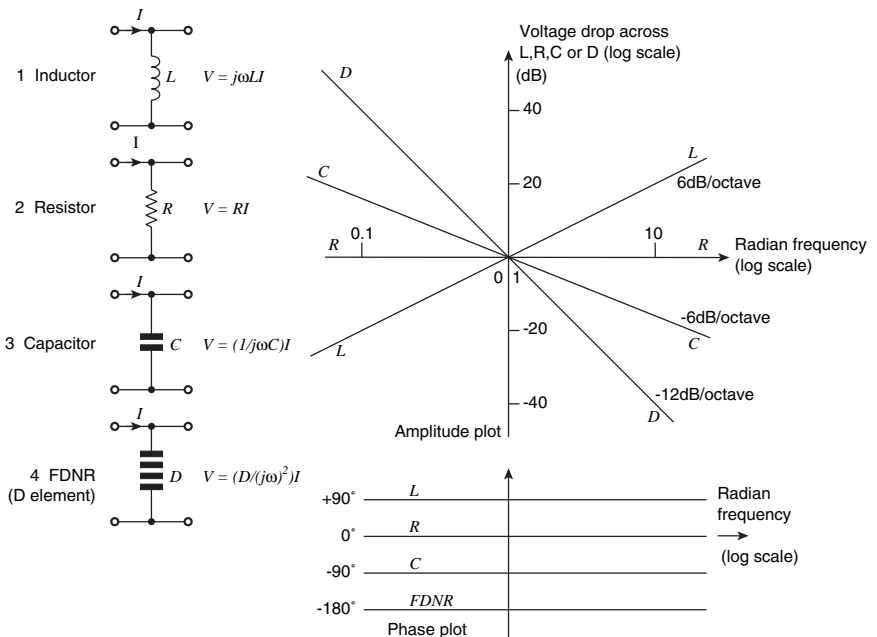 I
1 Inductor
L
V = jωLI
I
2 Resistor
R
V = RI
I
3 Capacitor
C
V = (1/jωC)I
I
4 FDNR
(D element)
D
V = (D/(jω)²)I
Voltage drop across
L,R,C or D (log scale)
(dB)
D
40
C
L
20
6dB/octave
R
0.1
10
R
Radian frequency
(log scale)
0
1
-20
-6dB/octave
L
C
-12dB/octave
-40
D
Amplitude plot
+90°
L
Radian
frequency
0°
R
(log scale)
-90°
C
-180°
FDNR
Phase plot